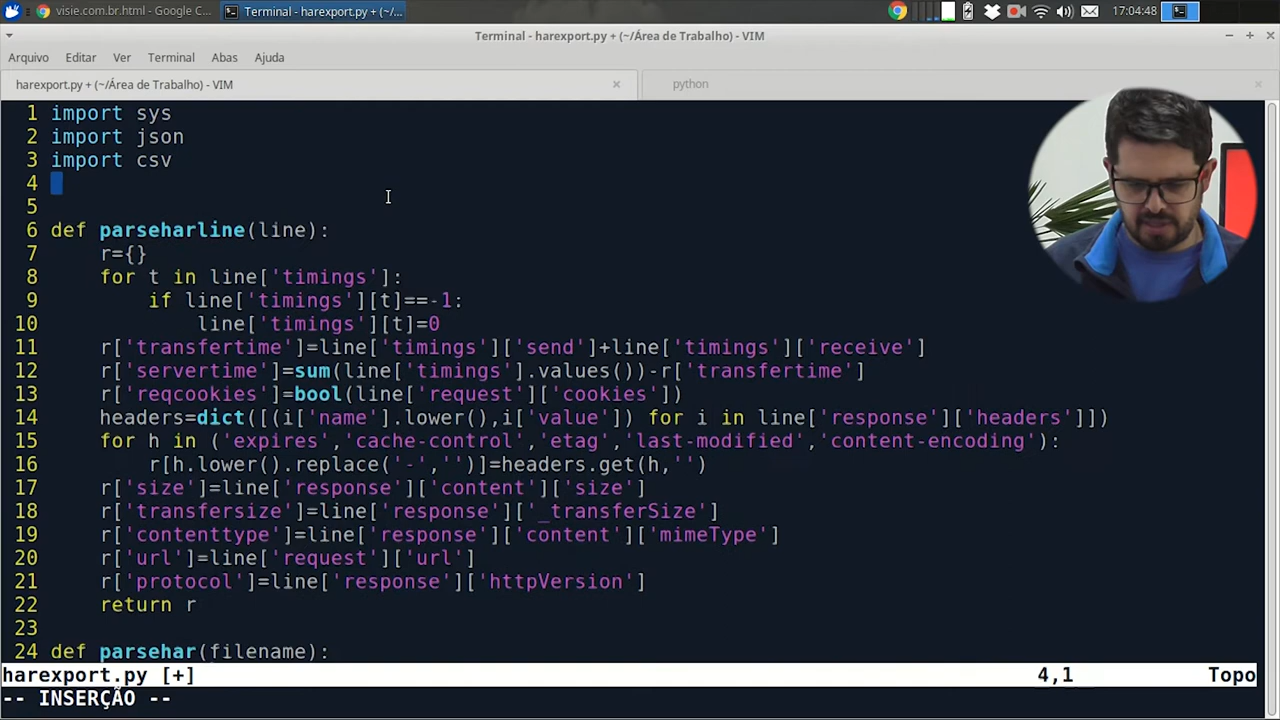 visie.com.br.html - Google C... Terminal - harexport.py + (~/... 17:04:48
Terminal - harexport.py + (~/Área de Trabalho) - VIM
Arquivo Editar Ver Terminal Abas Ajuda
harexport.py + (~/Área de Trabalho) - VIM python
1 import sys
2 import json
3 import csv
4
5
6 def parseharline(line):
7     r={}
8     for t in line['timings']:
9         if line['timings'][t]==-1:
10             line['timings'][t]=0
11     r['transfertime']=line['timings']['send']+line['timings']['receive']
12     r['servertime']=sum(line['timings'].values())-r['transfertime']
13     r['reqcookies']=bool(line['request']['cookies'])
14     headers=dict([(i['name'].lower(),i['value']) for i in line['response']['headers']])
15     for h in ('expires','cache-control','etag','last-modified','content-encoding'):
16         r[h.lower().replace('-','')]=headers.get(h,'')
17     r['size']=line['response']['content']['size']
18     r['transfersize']=line['response']['_transferSize']
19     r['contenttype']=line['response']['content']['mimeType']
20     r['url']=line['request']['url']
21     r['protocol']=line['response']['httpVersion']
22     return r
23
24 def parsehar(filename):
harexport.py [+] 4,1 Topo
-- INSERÇÃO --